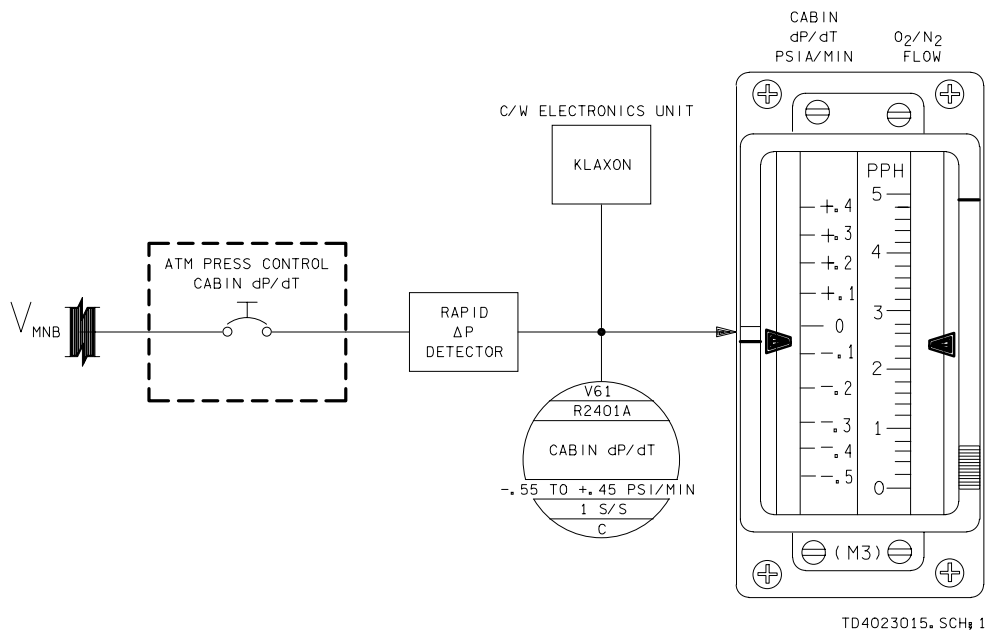 CABIN
dP/dT
PSIA/MIN
O2/N2
FLOW
C/W ELECTRONICS UNIT
KLAXON
ATM PRESS CONTROL
CABIN dP/dT
VMNB
RAPID
ΔP
DETECTOR
V61
R2401A
CABIN dP/dT
-.55 TO +.45 PSI/MIN
1 S/S
C
+.4
+.3
+.2
+.1
0
-.1
-.2
-.3
-.4
-.5
PPH
5
4
3
2
1
0
(M3)
TD4023015.SCH; 1